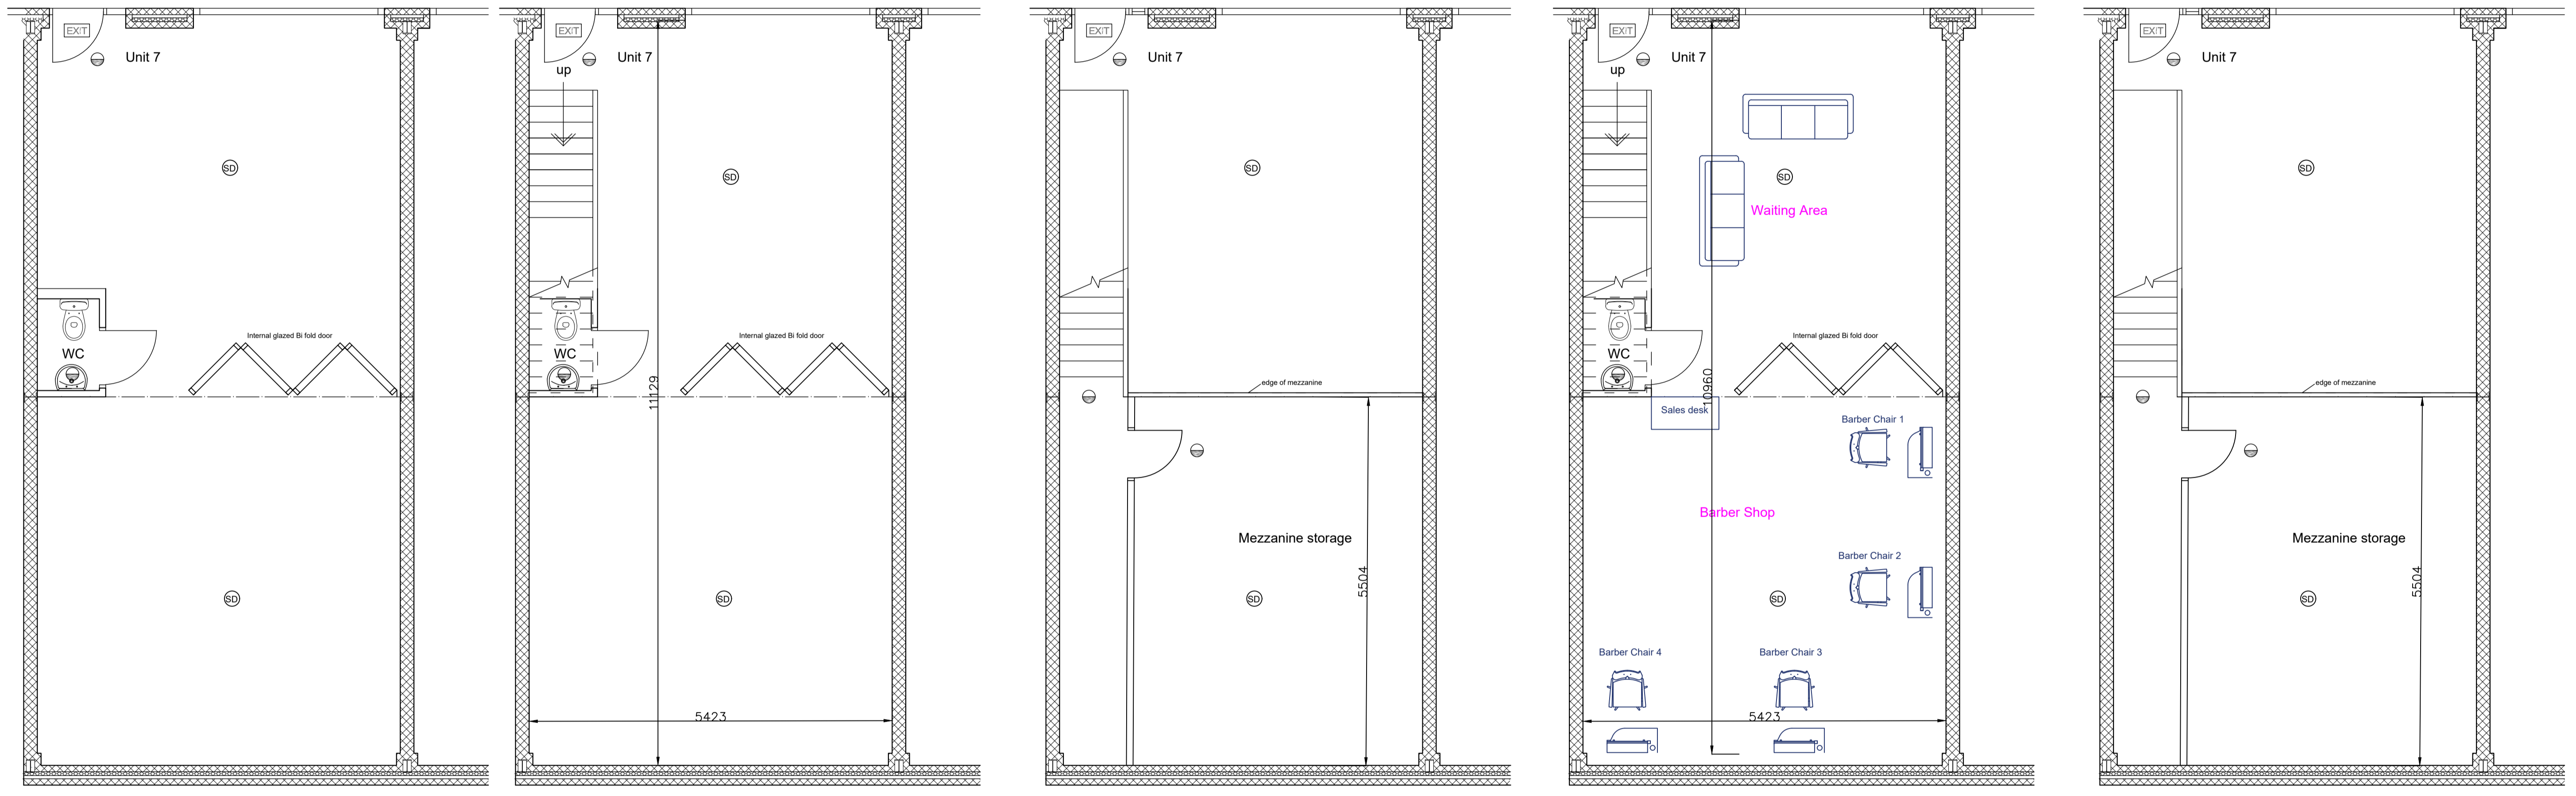 EXIT
Unit 7
SD
Internal glazed Bi fold door
WC
SD
EXIT
Unit 7
up
SD
Internal glazed Bi fold door
WC
11129
SD
5423
EXIT
Unit 7
SD
edge of mezzanine
Mezzanine storage
5504
SD
EXIT
Unit 7
up
SD
Waiting Area
Internal glazed Bi fold door
WC
10960
Sales desk
Barber Chair 1
Barber Shop
Barber Chair 2
SD
Barber Chair 4
Barber Chair 3
5423
EXIT
Unit 7
SD
edge of mezzanine
Mezzanine storage
5504
SD